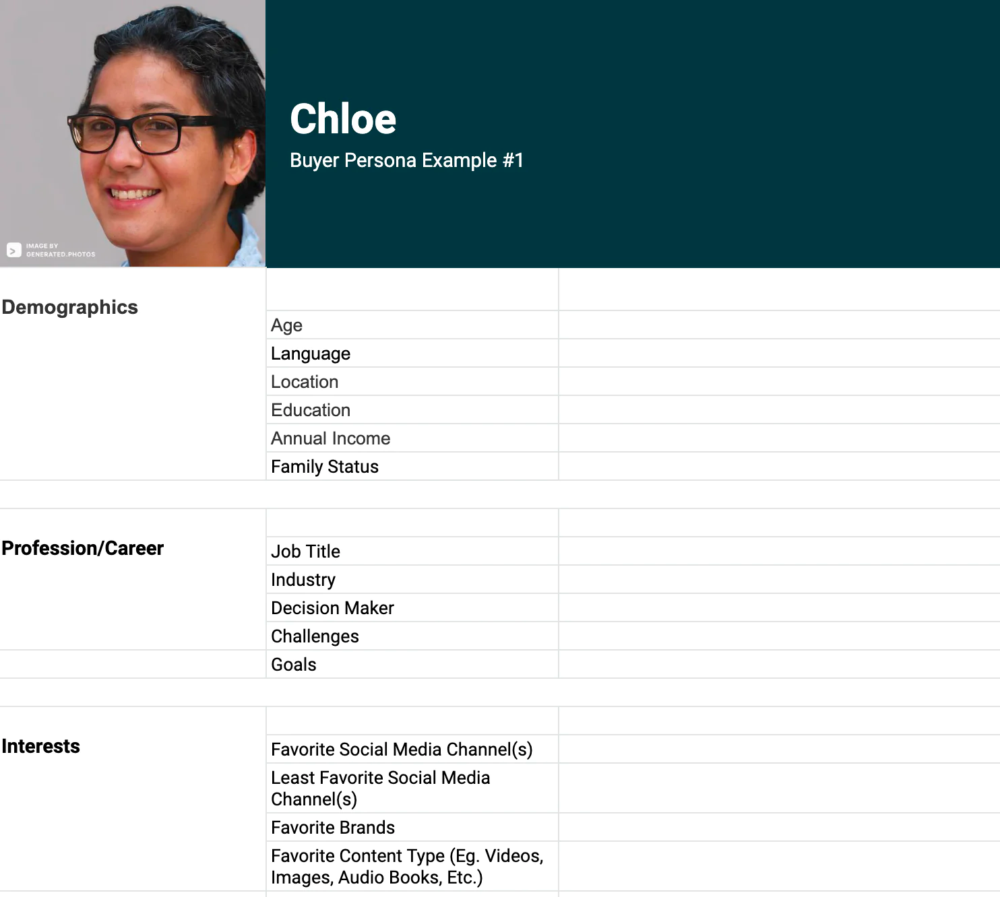 Chloe
Buyer Persona Example #1
IMAGE BY
GENERATED.PHOTOS
Demographics
Age
Language
Location
Education
Annual Income
Family Status
Profession/Career
Job Title
Industry
Decision Maker
Challenges
Goals
Interests
Favorite Social Media Channel(s)
Least Favorite Social Media
Channel(s)
Favorite Brands
Favorite Content Type (Eg. Videos,
Images, Audio Books, Etc.)